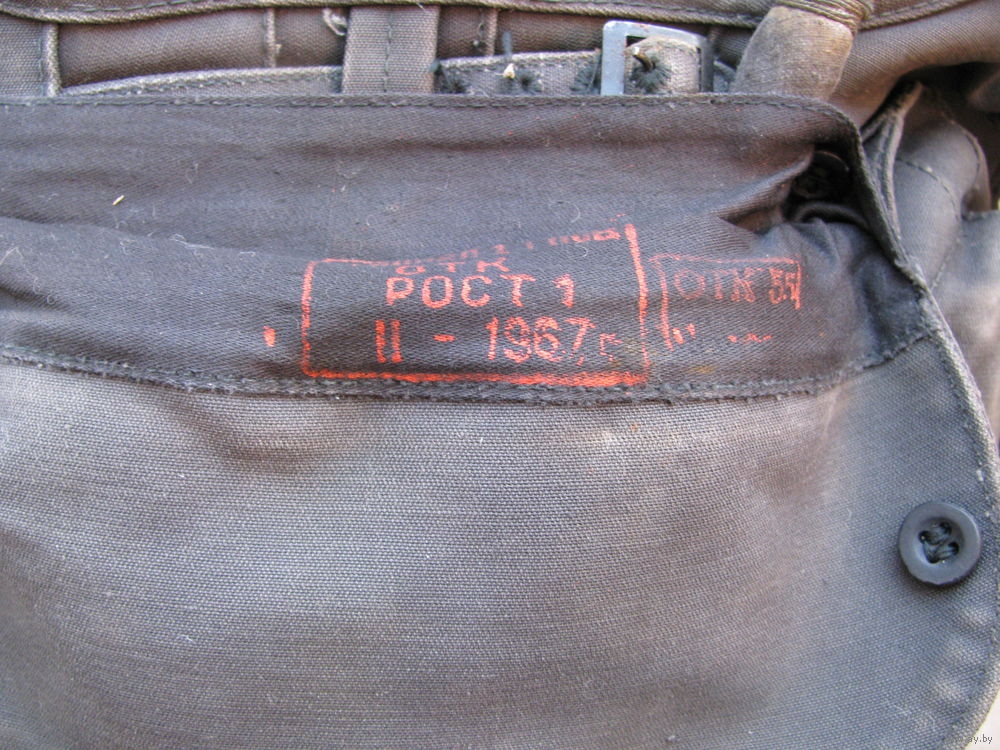 ОТК
РОСТ 1
II - 1967 г
ОТК 55